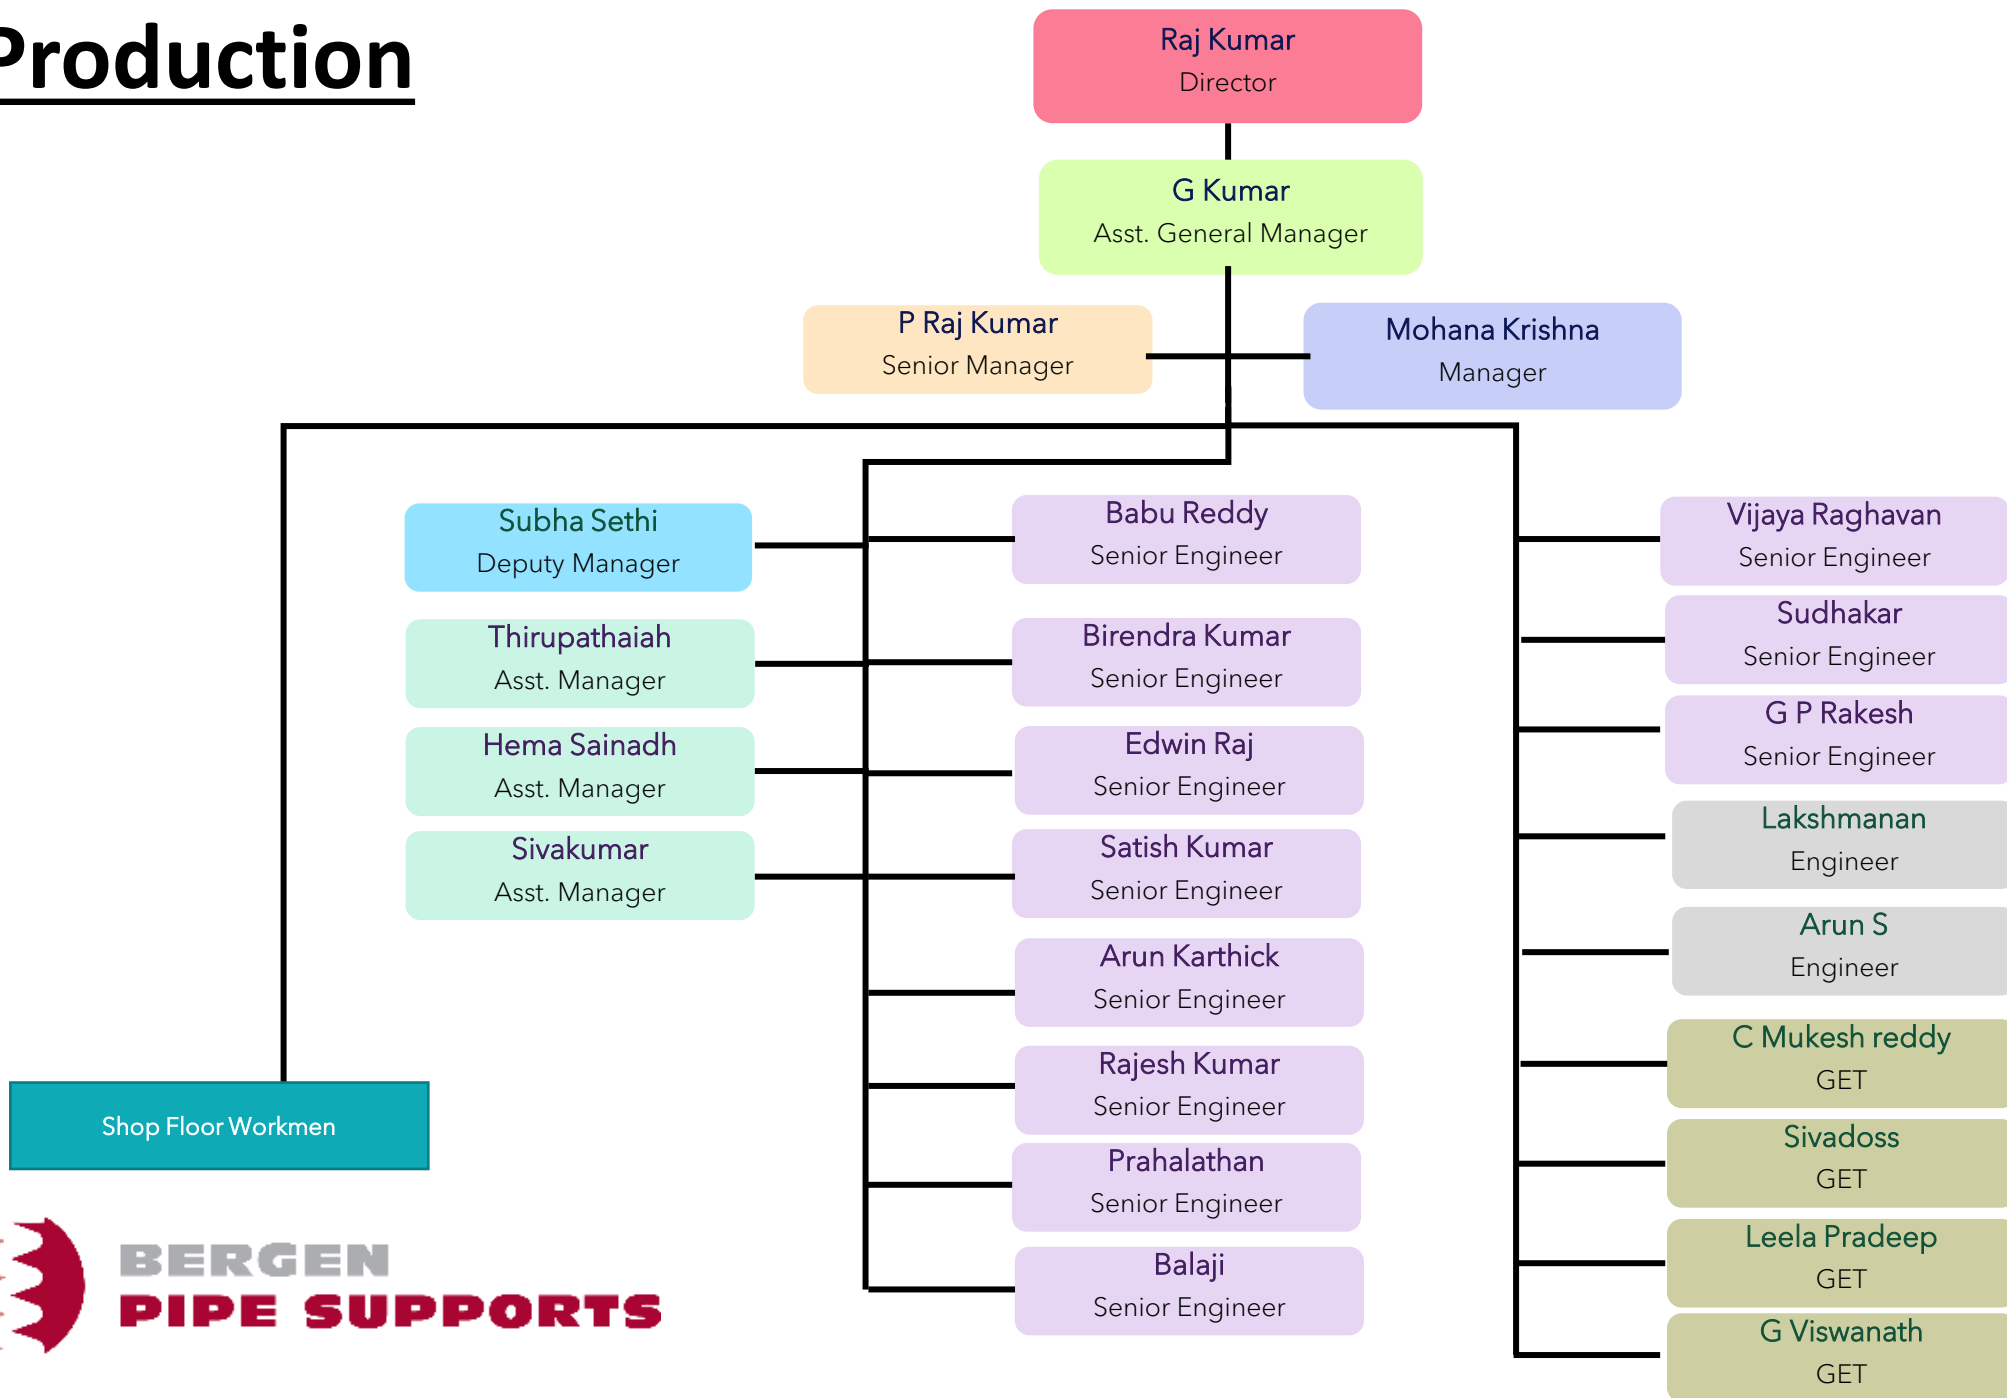 Production
Raj Kumar
Director
G Kumar
Asst. General Manager
P Raj Kumar
Senior Manager
Mohana Krishna
Manager
Subha Sethi
Deputy Manager
Thirupathaiah
Asst. Manager
Hema Sainadh
Asst. Manager
Sivakumar
Asst. Manager
Babu Reddy
Senior Engineer
Birendra Kumar
Senior Engineer
Edwin Raj
Senior Engineer
Satish Kumar
Senior Engineer
Arun Karthick
Senior Engineer
Rajesh Kumar
Senior Engineer
Prahalathan
Senior Engineer
Balaji
Senior Engineer
Vijaya Raghavan
Senior Engineer
Sudhakar
Senior Engineer
G P Rakesh
Senior Engineer
Lakshmanan
Engineer
Arun S
Engineer
C Mukesh reddy
GET
Sivadoss
GET
Leela Pradeep
GET
G Viswanath
GET
Shop Floor Workmen
BERGEN
PIPE SUPPORTS